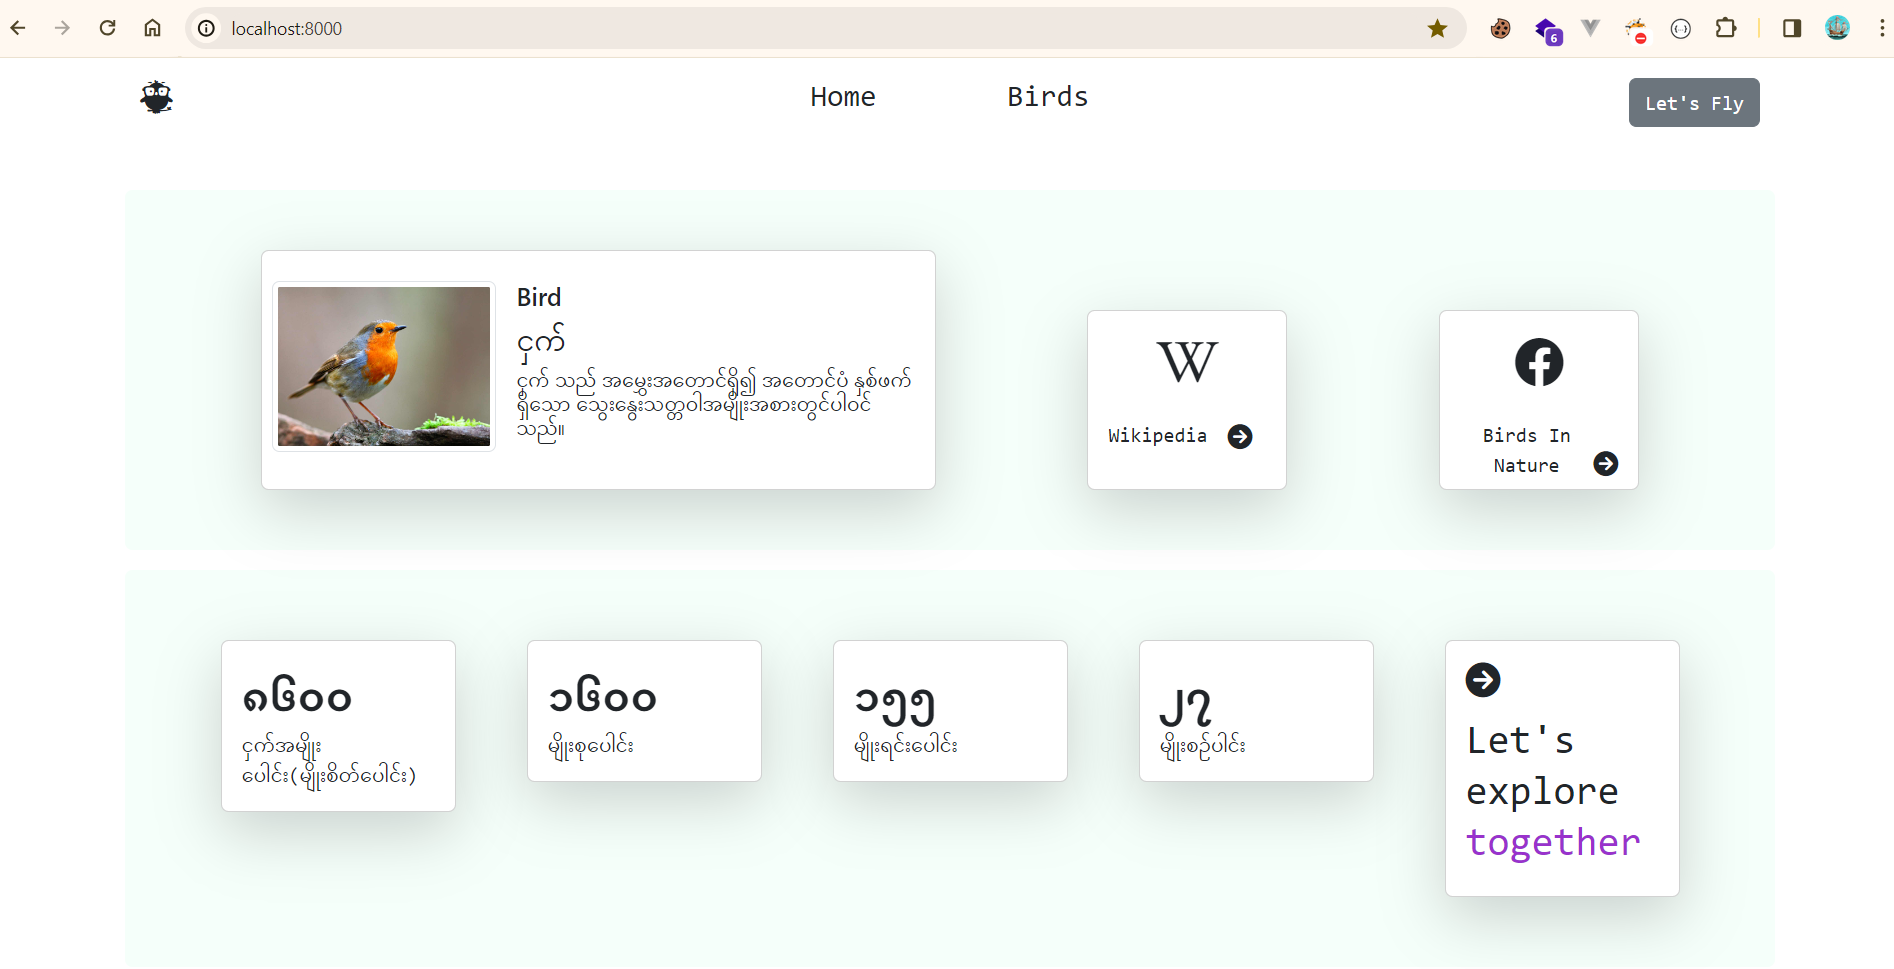 localhost:8000
6
Home
Birds
Let's Fly
Bird
ငှက်
ငှက် သည် အမွှေးအတောင်ရှိ၍ အတောင်ပံ နှစ်ဖက်
ရှိသော သွေးနွေးသတ္တဝါအမျိုးအစားတွင်ပါဝင်
သည်။
W
Wikipedia
Birds In
Nature
၈၆၀၀
ငှက်အမျိုး
ပေါင်း(မျိုးစိတ်ပေါင်း)
၁၆၀၀
မျိုးစုပေါင်း
၁၅၅
မျိုးရင်းပေါင်း
၂၇
မျိုးစဉ်ပါင်း
Let's
explore
together